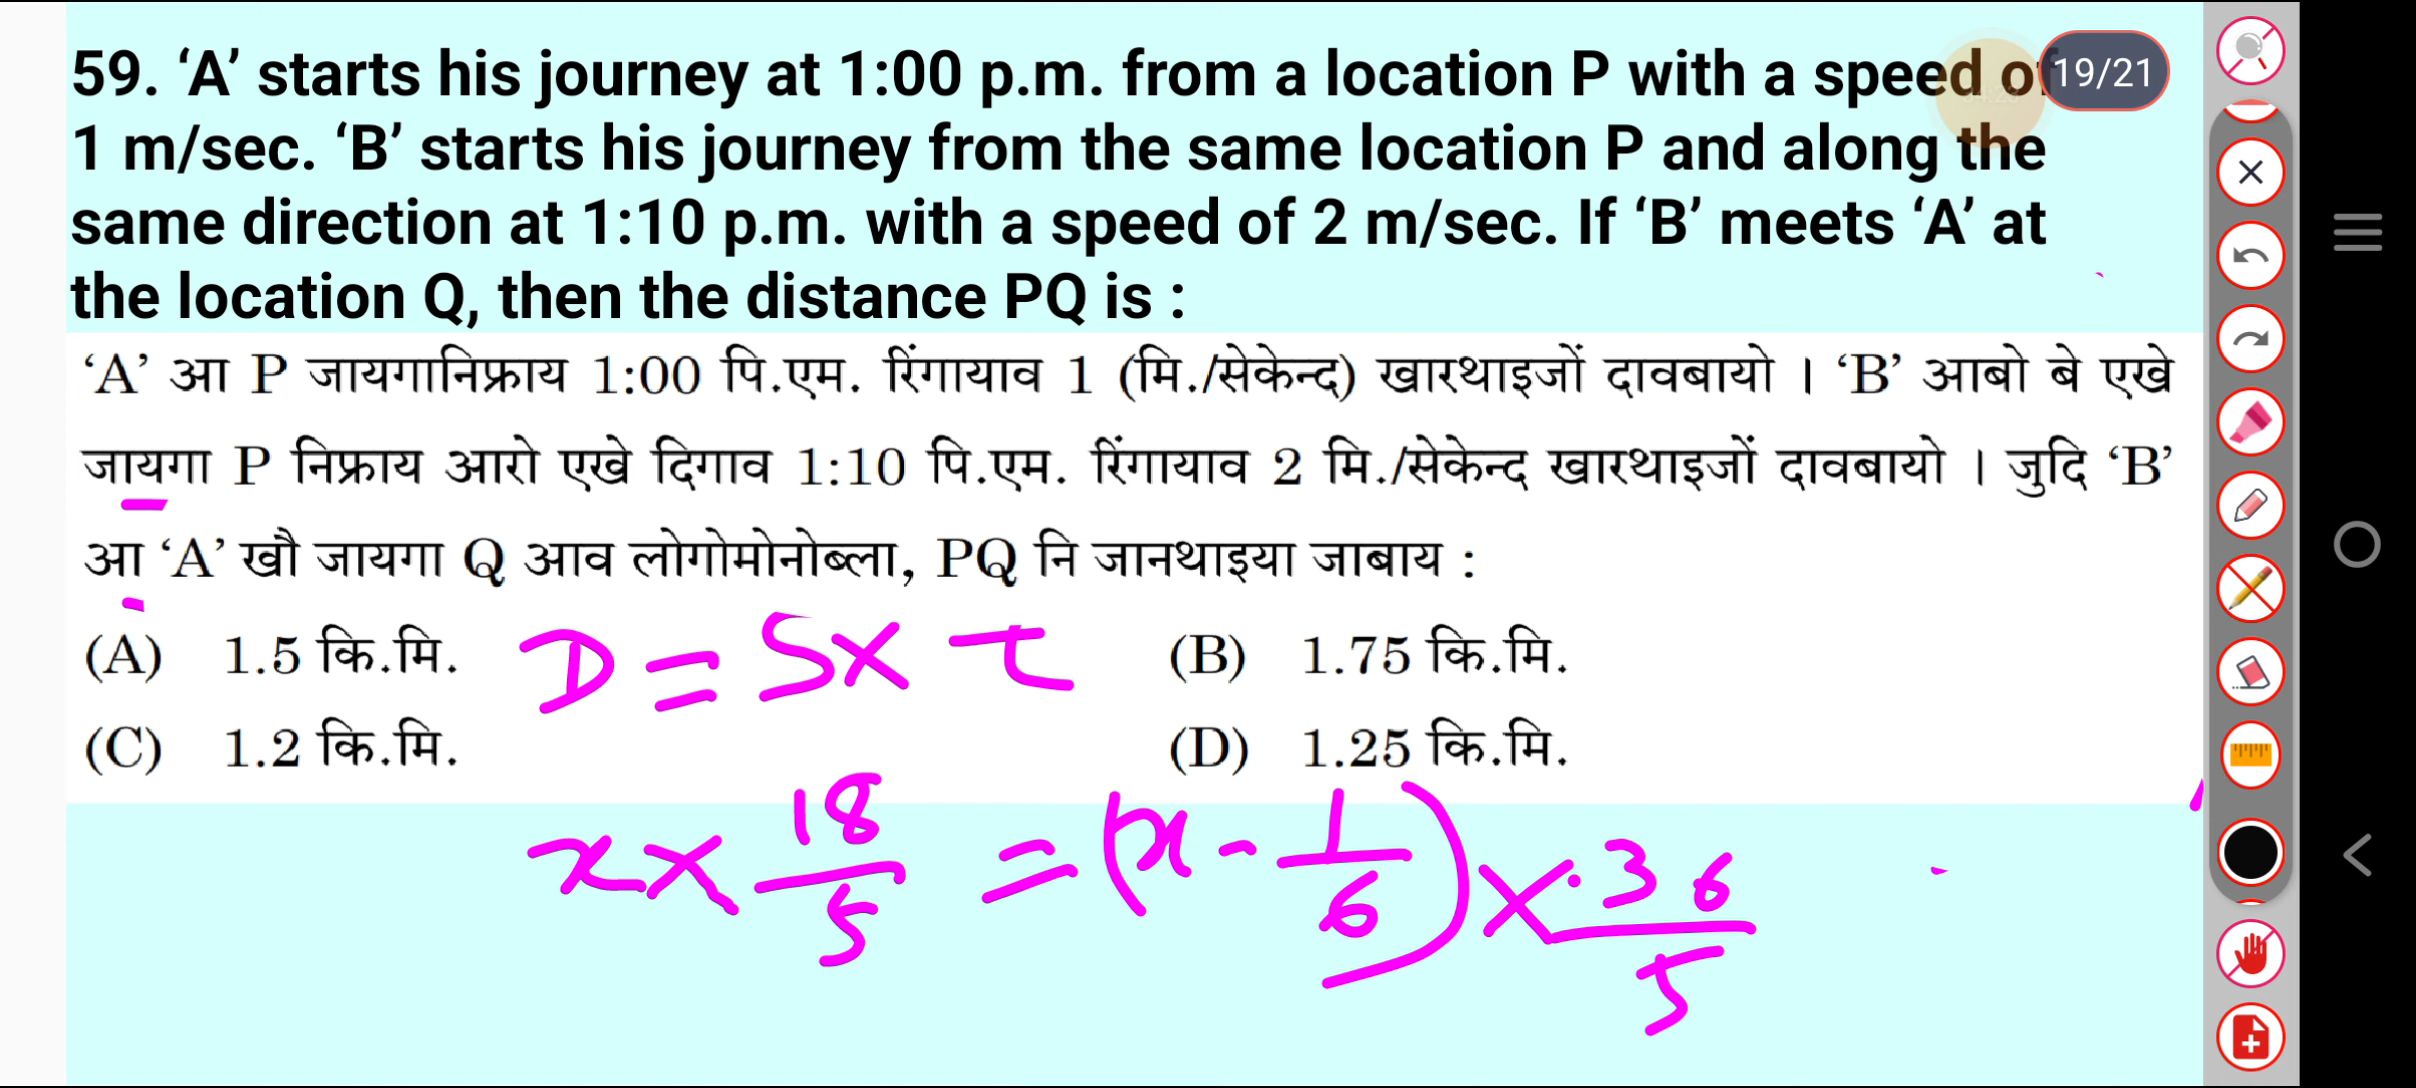 59. ‘A’ starts his journey at 1:00 p.m. from a location P with a speed of
19/21
1 m/sec. ‘B’ starts his journey from the same location P and along the
same direction at 1:10 p.m. with a speed of 2 m/sec. If ‘B’ meets ‘A’ at
the location Q, then the distance PQ is :
‘A’ आ P जायगानिफ्राय 1:00 पि.एम. रिंगायाव 1 (मि./सेकेन्द) खारथाइजों दावबायो । ‘B’ आबो बे एखे
जायगा P निफ्राय आरो एखे दिगाव 1:10 पि.एम. रिंगायाव 2 मि./सेकेन्द खारथाइजों दावबायो । जुदि ‘B’
आ ‘A’ खौ जायगा Q आव लोगोमोनोब्ला, PQ नि जानथाइया जाबाय :
(A) 1.5 कि.मि. D = S × t (B) 1.75 कि.मि.
(C) 1.2 कि.मि. (D) 1.25 कि.मि.
x × 18/5 = (x - 1/6) × 36/5